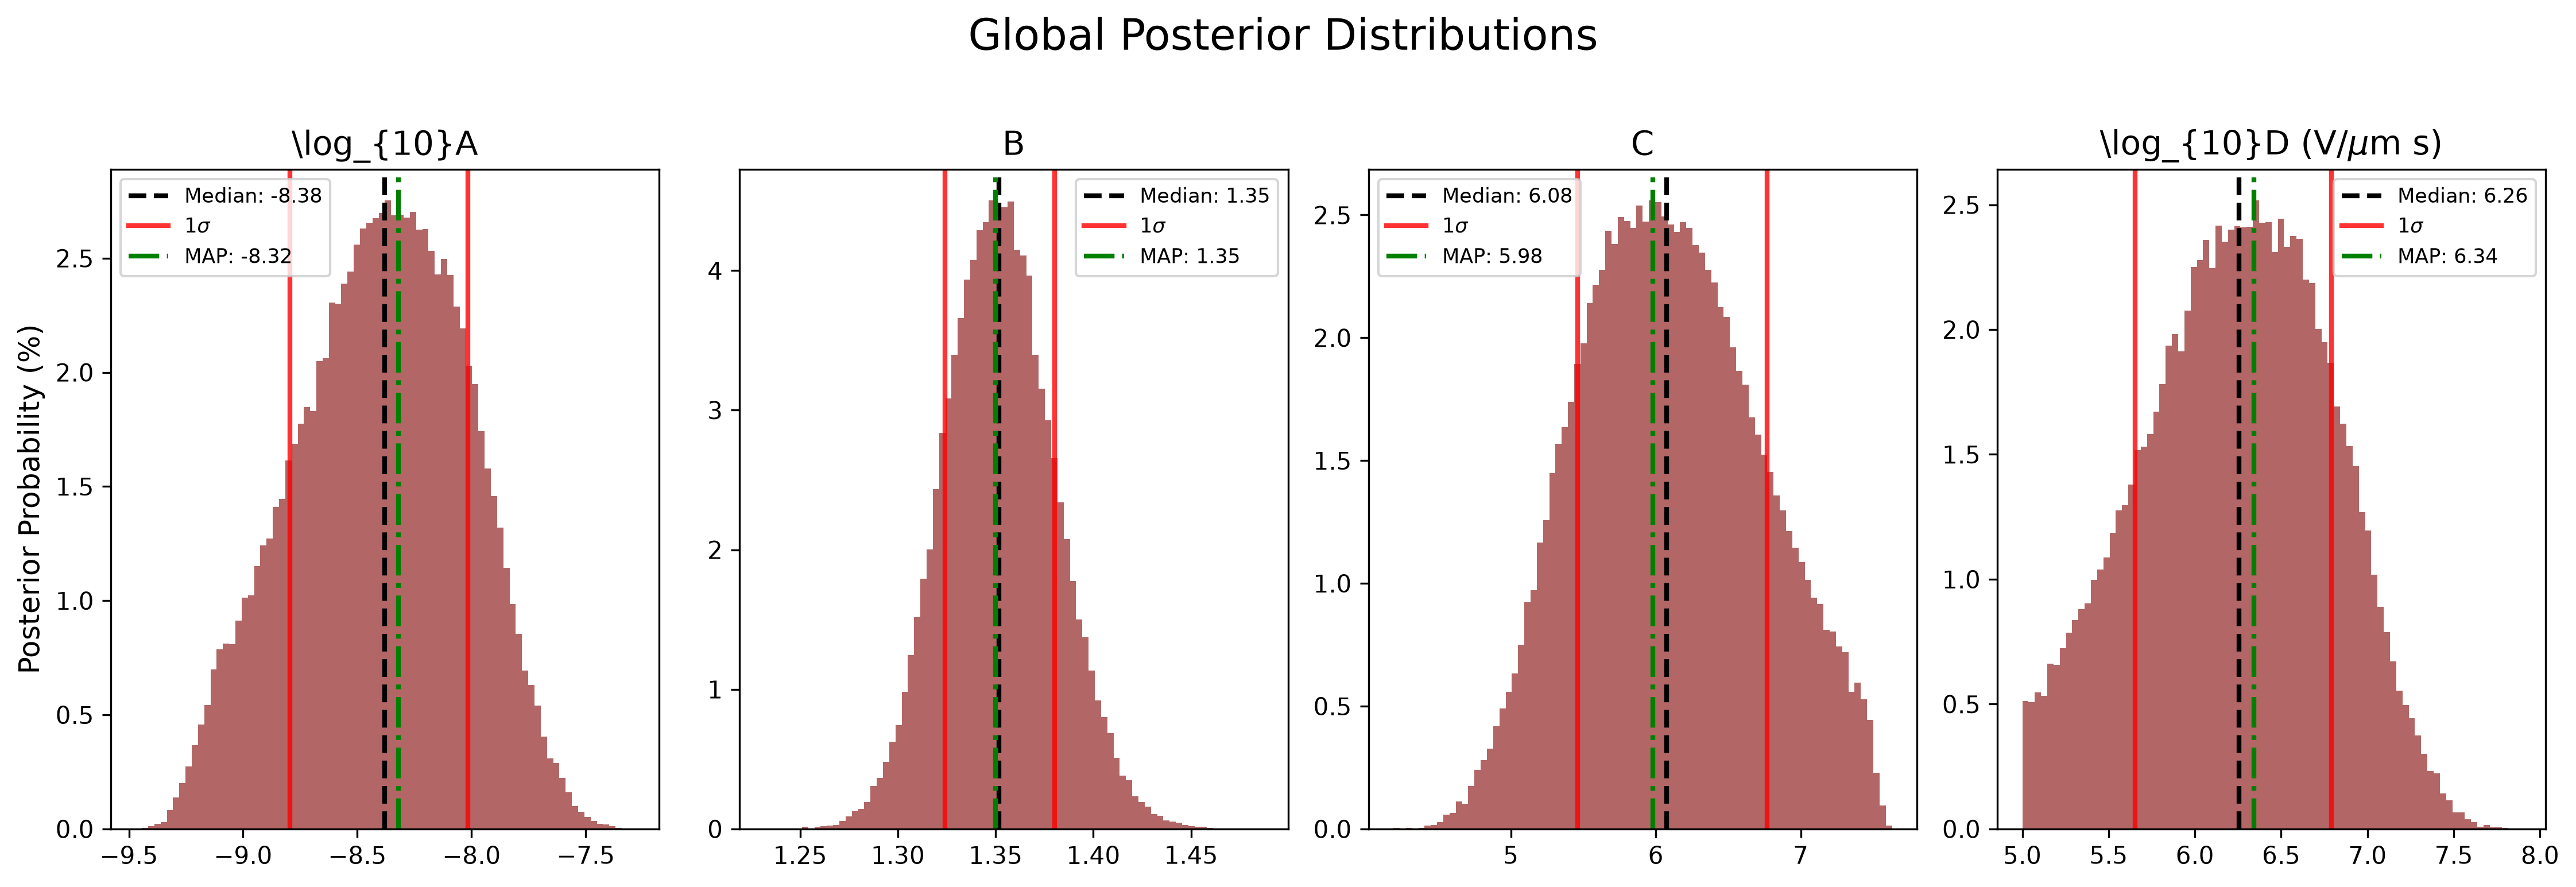 Global Posterior Distributions
\log_{10}A
Posterior Probability (%)
Median: -8.38
1σ
MAP: -8.32
2.5
2.0
1.5
1.0
0.5
0.0
−9.5 −9.0 −8.5 −8.0 −7.5
B
Median: 1.35
1σ
MAP: 1.35
4
3
2
1
0
1.25 1.30 1.35 1.40 1.45
C
Median: 6.08
1σ
MAP: 5.98
2.5
2.0
1.5
1.0
0.5
0.0
5 6 7
\log_{10}D (V/μm s)
Median: 6.26
1σ
MAP: 6.34
2.5
2.0
1.5
1.0
0.5
0.0
5.0 5.5 6.0 6.5 7.0 7.5 8.0